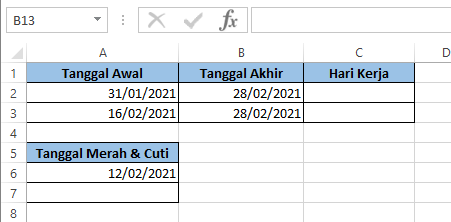 B13 fx
A B C D
1 Tanggal Awal Tanggal Akhir Hari Kerja
2 31/01/2021 28/02/2021
3 16/02/2021 28/02/2021
4
5 Tanggal Merah & Cuti
6 12/02/2021
7
8